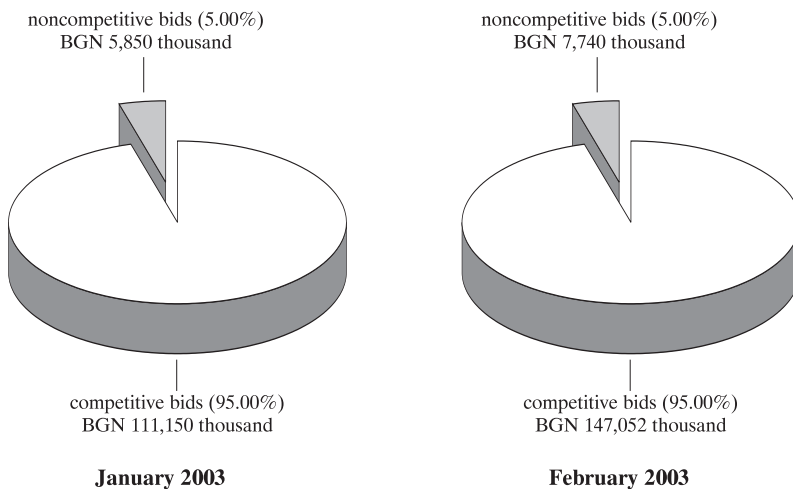 noncompetitive bids (5.00%)
BGN 5,850 thousand
competitive bids (95.00%)
BGN 111,150 thousand
January 2003
noncompetitive bids (5.00%)
BGN 7,740 thousand
competitive bids (95.00%)
BGN 147,052 thousand
February 2003